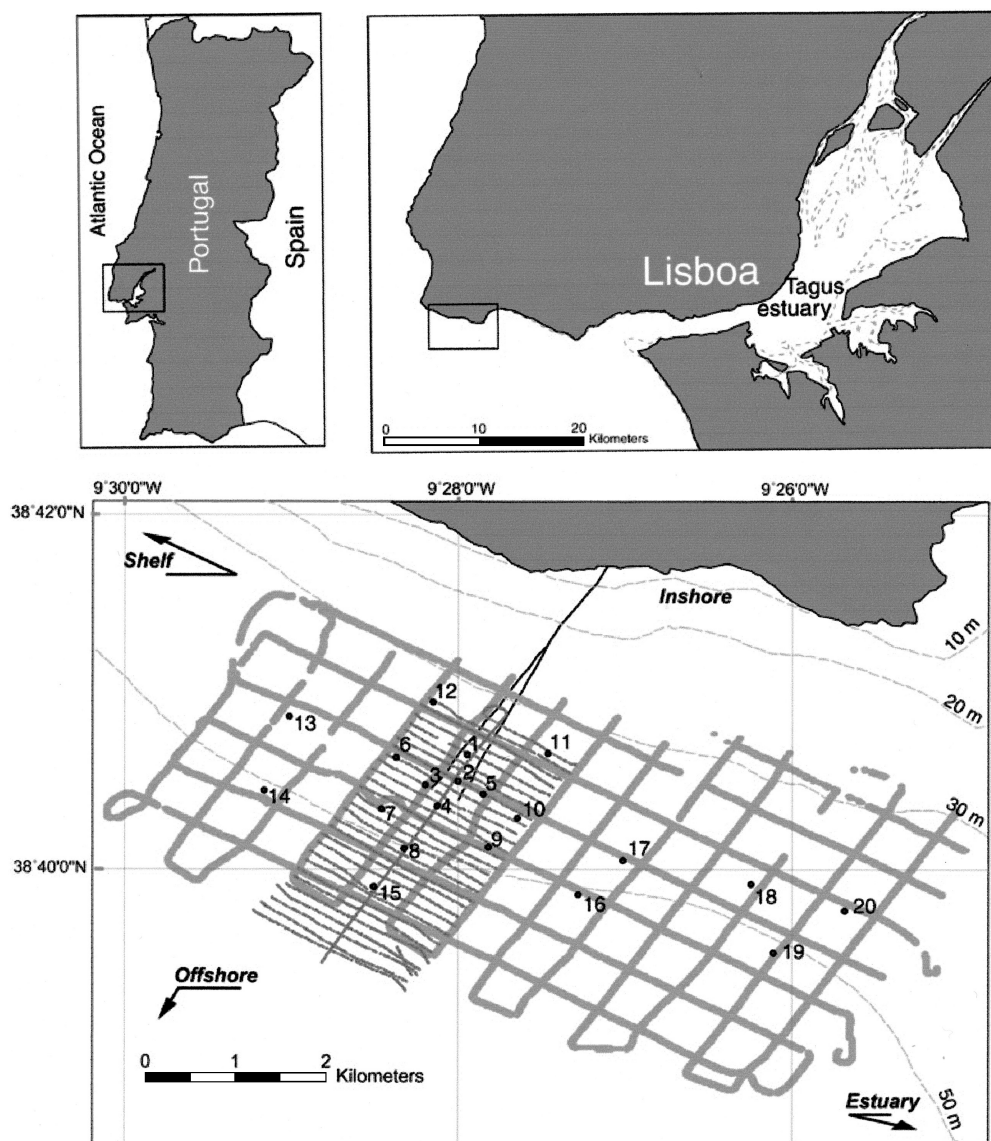 Atlantic Ocean
Portugal
Spain
Lisboa
Tagus
estuary
0 10 20
Kilometers
9°30'0"W 9°28'0"W 9°26'0"W
38°42'0"N
Shelf
Inshore
10 m
20 m
12
13
6
1
11
3
2
5
14
7
4
10
30 m
8
9
17
38°40'0"N
15
16
18
20
19
Offshore
0 1 2
Kilometers
Estuary
50 m